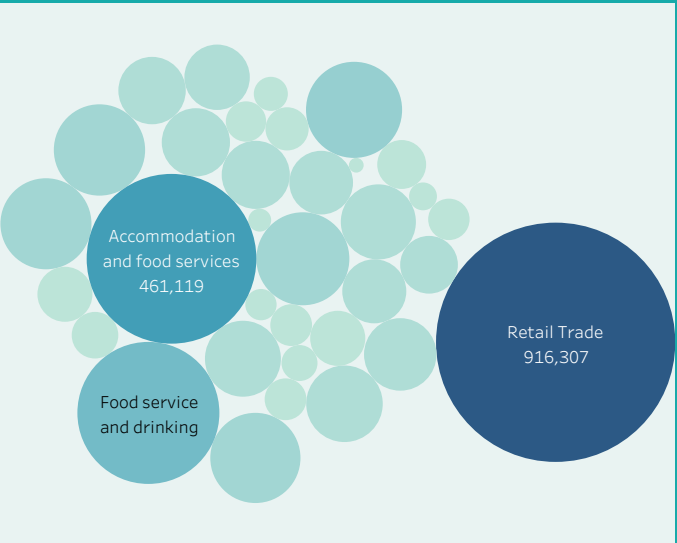 Accommodation
and food services
461,119
Retail Trade
916,307
Food service
and drinking